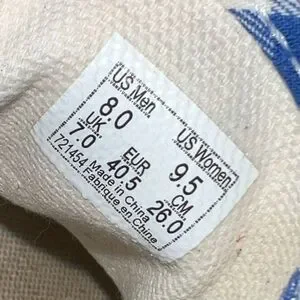 US Men US Women
8.0 9.5
UK EUR CM
7.0 40.5 26.0
721454 Made in China
Fabriqué en Chine